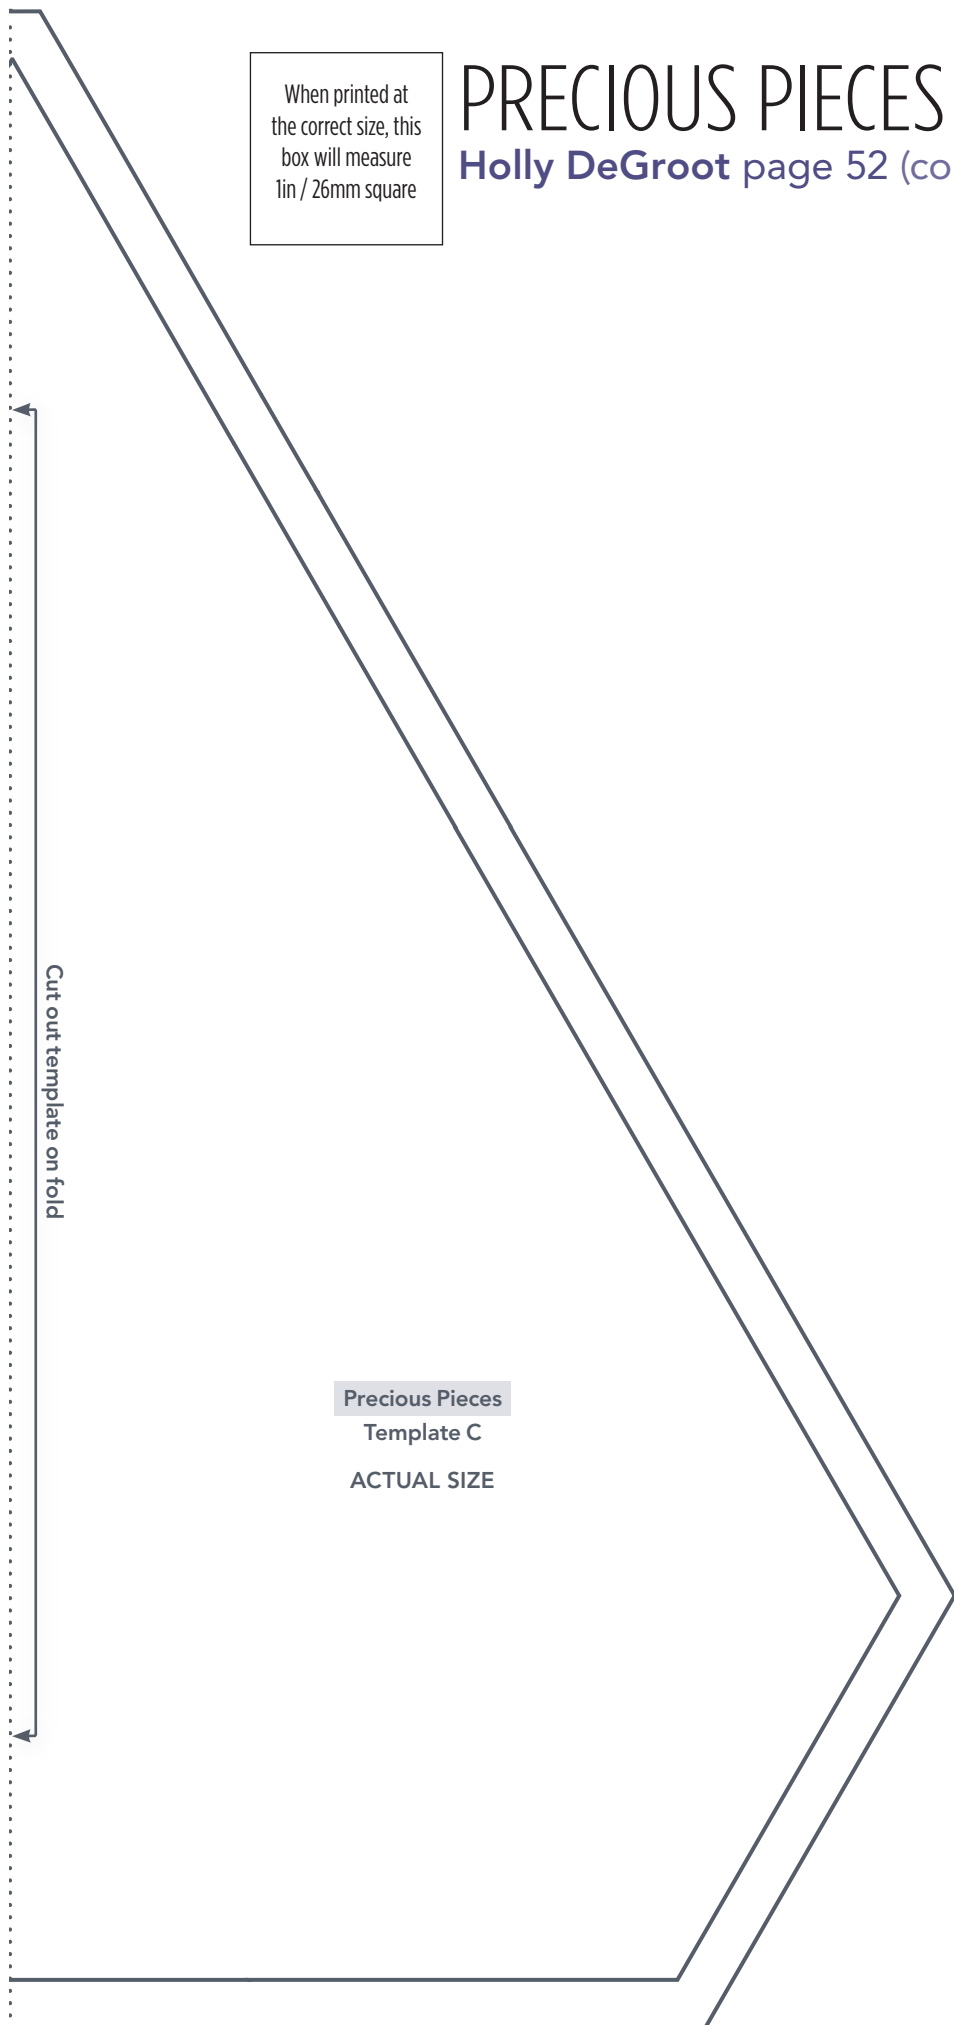 When printed at
the correct size, this
box will measure
1in / 26mm square
PRECIOUS PIECES
Holly DeGroot page 52 (co
Cut out template on fold
Precious Pieces
Template C
ACTUAL SIZE